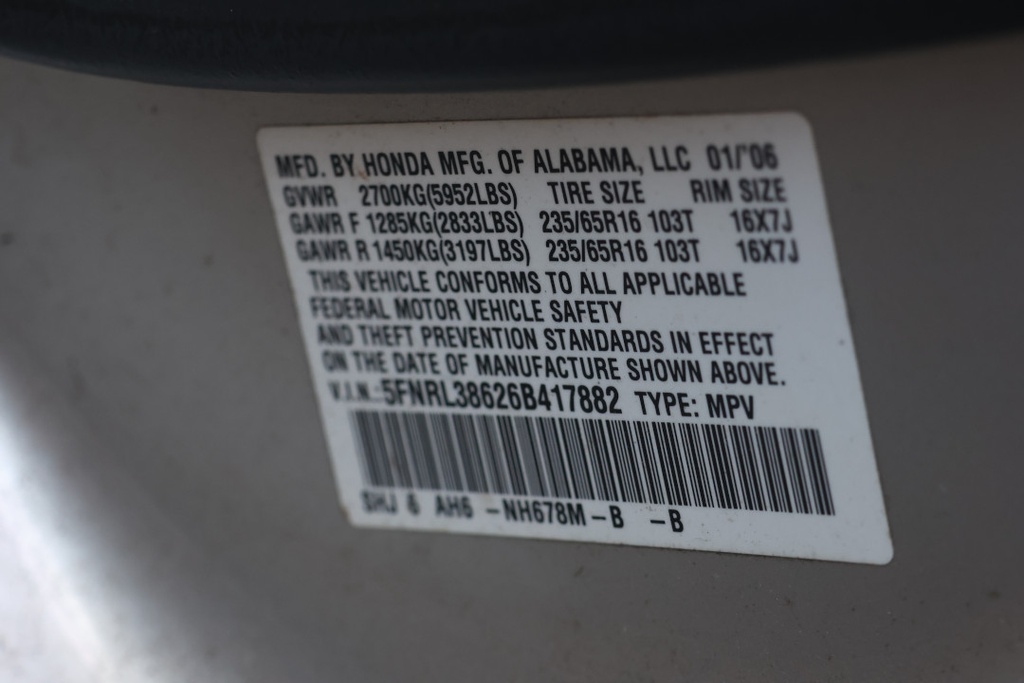 MFD. BY HONDA MFG. OF ALABAMA, LLC 01/'06
GVWR 2700KG(5952LBS) TIRE SIZE RIM SIZE
GAWR F 1285KG(2833LBS) 235/65R16 103T 16X7J
GAWR R 1450KG(3197LBS) 235/65R16 103T 16X7J
THIS VEHICLE CONFORMS TO ALL APPLICABLE
FEDERAL MOTOR VEHICLE SAFETY
AND THEFT PREVENTION STANDARDS IN EFFECT
ON THE DATE OF MANUFACTURE SHOWN ABOVE.
V.I.N.:5FNRL38626B417882 TYPE: MPV
SHJ 6 AH6 -NH678M-B -B